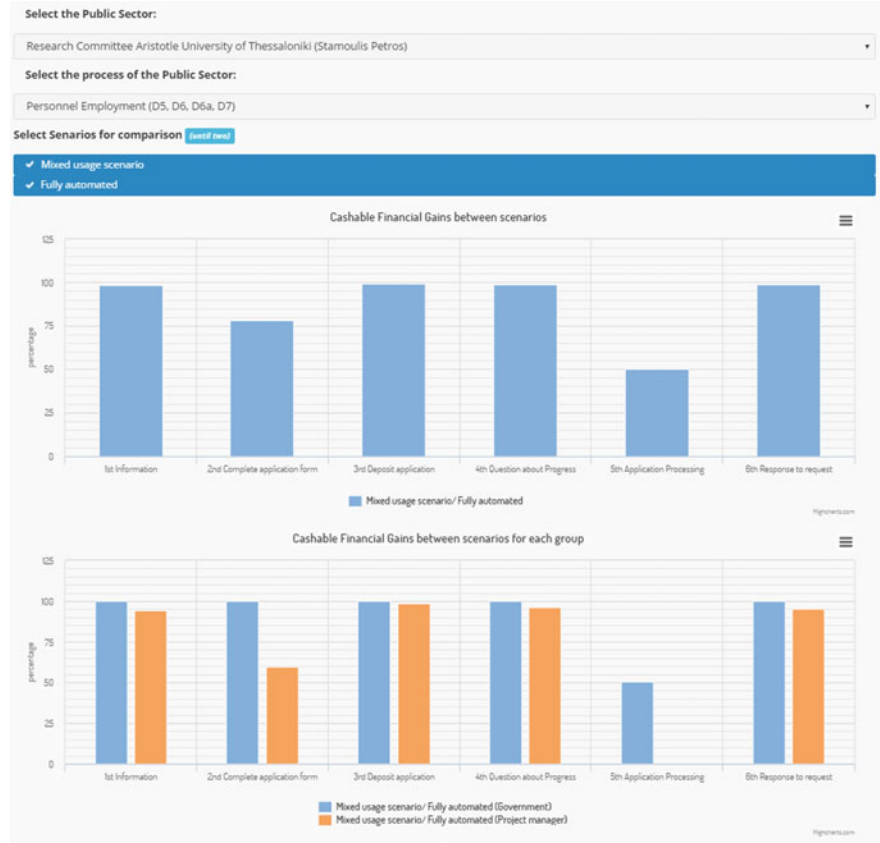 Select the Public Sector:
Research Committee Aristotle University of Thessaloniki (Stamoulis Petros)
Select the process of the Public Sector:
Personnel Employment (D5, D6, D6a, D7)
Select Senarios for comparison (until two)
Mixed usage scenario
Fully automated
Cashable Financial Gains between scenarios
125
100
75
50
25
0
percentage
1st Information 2nd Complete application form 3rd Deposit application 4th Question about Progress 5th Application Processing 6th Response to request
Mixed usage scenario/ Fully automated
Highcharts.com
Cashable Financial Gains between scenarios for each group
125
100
75
50
25
0
percentage
1st Information 2nd Complete application form 3rd Deposit application 4th Question about Progress 5th Application Processing 6th Response to request
Mixed usage scenario/ Fully automated (Government)
Mixed usage scenario/ Fully automated (Project manager)
Highcharts.com